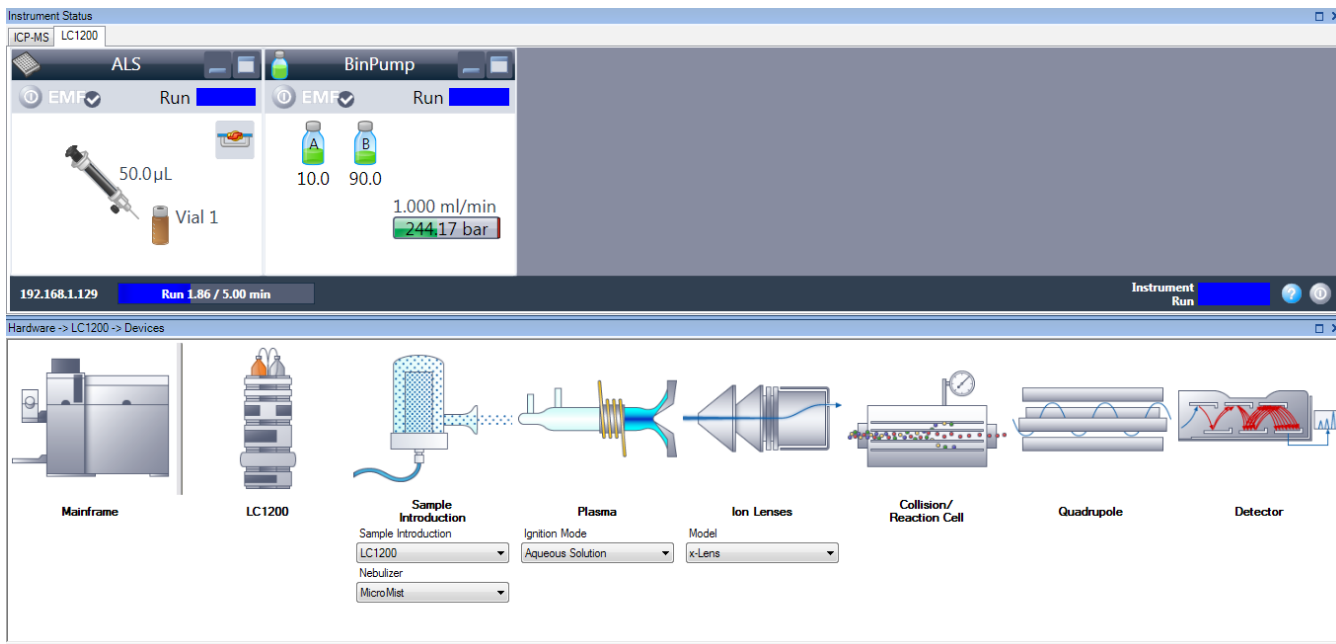 Instrument Status
ICP-MS LC1200
ALS
EMF Run
50.0 µL
Vial 1
BinPump
EMF Run
A B
10.0 90.0
1.000 ml/min
244.17 bar
192.168.1.129 Run 1.86 / 5.00 min
Instrument
Run
Hardware -> LC1200 -> Devices
Mainframe
LC1200
Sample
Introduction
Plasma
Ion Lenses
Collision/
Reaction Cell
Quadrupole
Detector
Sample Introduction
LC1200
Nebulizer
MicroMist
Ignition Mode
Aqueous Solution
Model
x-Lens